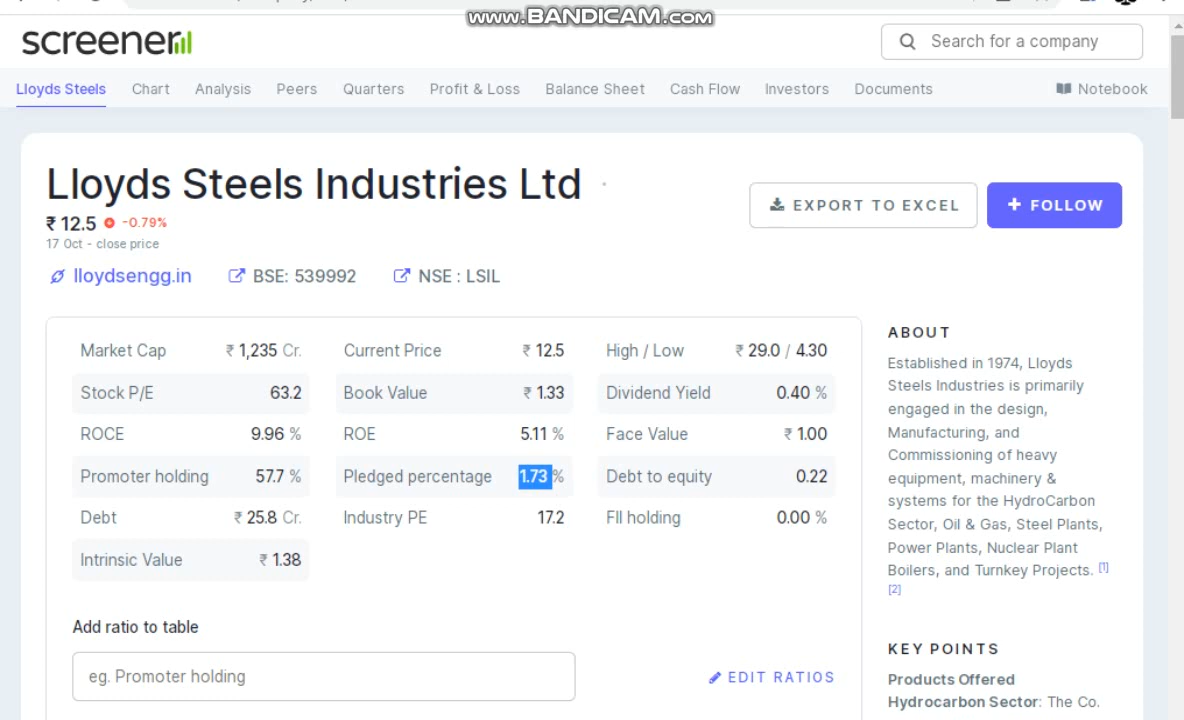 www.BANDICAM.com
screener
Search for a company
Lloyds Steels Chart Analysis Peers Quarters Profit & Loss Balance Sheet Cash Flow Investors Documents Notebook
Lloyds Steels Industries Ltd
EXPORT TO EXCEL
+ FOLLOW
₹ 12.5 -0.79%
17 Oct - close price
lloydsengg.in BSE: 539992 NSE : LSIL
Market Cap ₹ 1,235 Cr. Current Price ₹ 12.5 High / Low ₹ 29.0 / 4.30
Stock P/E 63.2 Book Value ₹ 1.33 Dividend Yield 0.40 %
ROCE 9.96 % ROE 5.11 % Face Value ₹ 1.00
Promoter holding 57.7 % Pledged percentage 1.73 % Debt to equity 0.22
Debt ₹ 25.8 Cr. Industry PE 17.2 FII holding 0.00 %
Intrinsic Value ₹ 1.38
Add ratio to table
eg. Promoter holding
EDIT RATIOS
ABOUT
Established in 1974, Lloyds
Steels Industries is primarily
engaged in the design,
Manufacturing, and
Commissioning of heavy
equipment, machinery &
systems for the HydroCarbon
Sector, Oil & Gas, Steel Plants,
Power Plants, Nuclear Plant
Boilers, and Turnkey Projects. [1]
[2]
KEY POINTS
Products Offered
Hydrocarbon Sector: The Co.